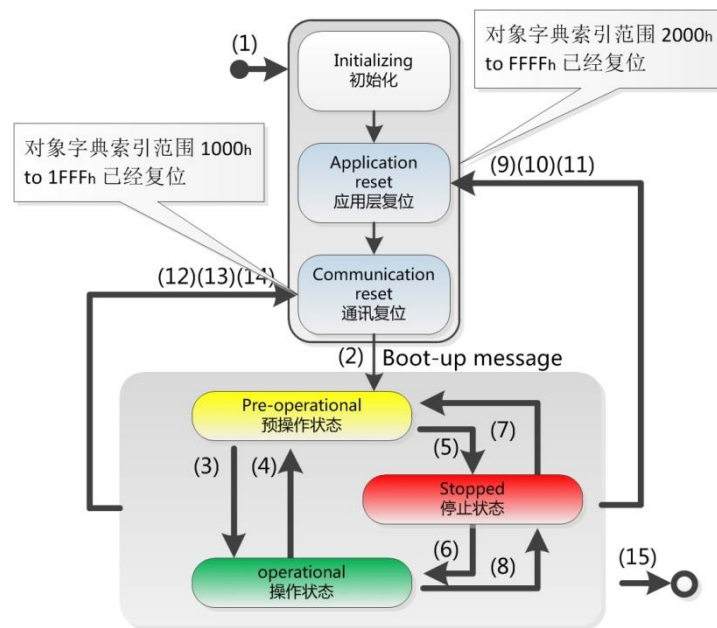 (1)
Initializing
初始化
对象字典索引范围 2000h
to FFFFh 已经复位
对象字典索引范围 1000h
to 1FFFh 已经复位
Application
reset
应用层复位
(9)(10)(11)
(12)(13)(14)
Communication
reset
通讯复位
(2)
Boot-up message
Pre-operational
预操作状态
(3)
(4)
(5)
(7)
Stopped
停止状态
(6)
(8)
operational
操作状态
(15)